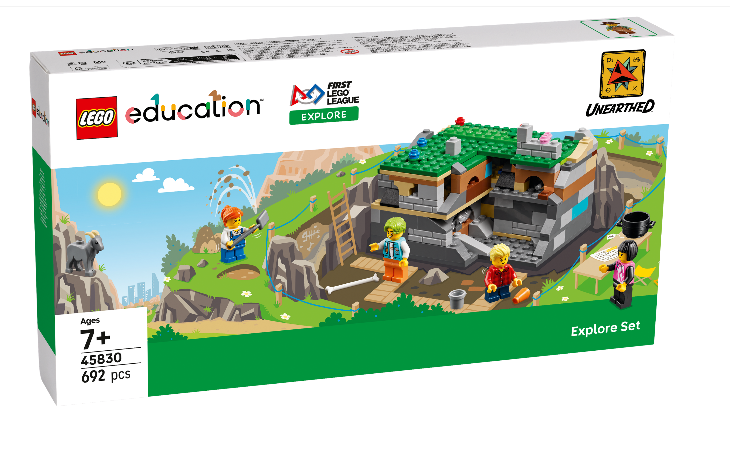 LEGO education
FIRST
LEGO
LEAGUE
EXPLORE
UNEARTHED
Ages
7+
45830
692 pcs
Explore Set